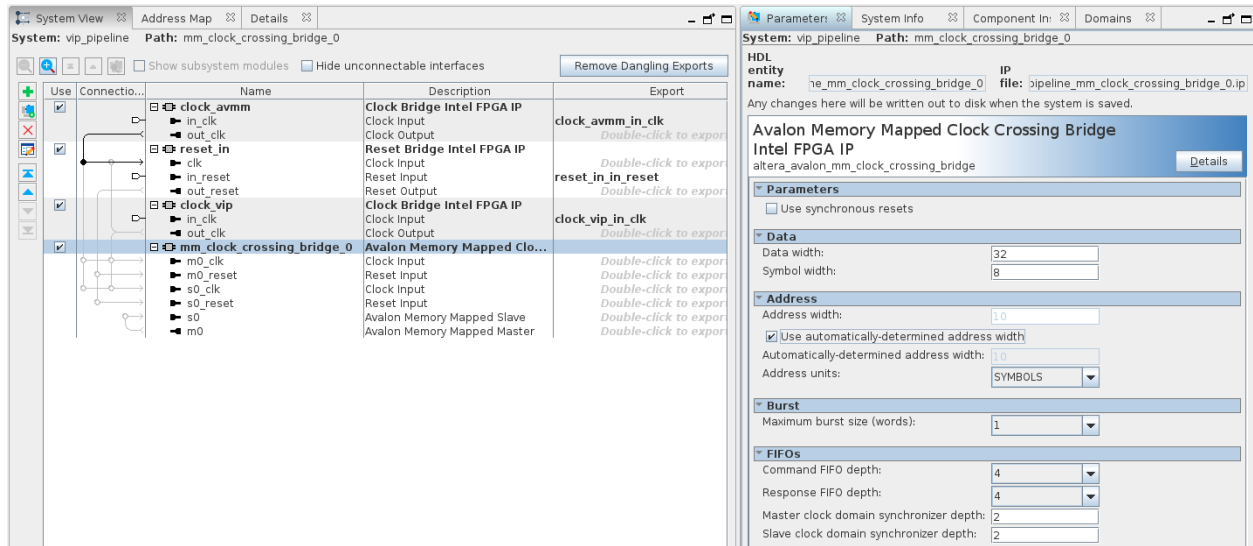 System View Address Map Details
System: vip_pipeline Path: mm_clock_crossing_bridge_0
Show subsystem modules Hide unconnectable interfaces Remove Dangling Exports
Use Connectio... Name Description Export
clock_avmm Clock Bridge Intel FPGA IP
in_clk Clock Input clock_avmm_in_clk
out_clk Clock Output Double-click to export
reset_in Reset Bridge Intel FPGA IP
clk Clock Input Double-click to export
in_reset Reset Input reset_in_in_reset
out_reset Reset Output Double-click to export
clock_vip Clock Bridge Intel FPGA IP
in_clk Clock Input clock_vip_in_clk
out_clk Clock Output Double-click to export
mm_clock_crossing_bridge_0 Avalon Memory Mapped Clo...
m0_clk Clock Input Double-click to export
m0_reset Reset Input Double-click to export
s0_clk Clock Input Double-click to export
s0_reset Reset Input Double-click to export
s0 Avalon Memory Mapped Slave Double-click to export
m0 Avalon Memory Mapped Master Double-click to export
Parameters System Info Component In: Domains
System: vip_pipeline Path: mm_clock_crossing_bridge_0
HDL
entity IP
name: ne_mm_clock_crossing_bridge_0 file: pipeline_mm_clock_crossing_bridge_0.ip
Any changes here will be written out to disk when the system is saved.
Avalon Memory Mapped Clock Crossing Bridge
Intel FPGA IP
altera_avalon_mm_clock_crossing_bridge Details
Parameters
Use synchronous resets
Data
Data width: 32
Symbol width: 8
Address
Address width: 10
Use automatically-determined address width
Automatically-determined address width: 10
Address units: SYMBOLS
Burst
Maximum burst size (words): 1
FIFOs
Command FIFO depth: 4
Response FIFO depth: 4
Master clock domain synchronizer depth: 2
Slave clock domain synchronizer depth: 2